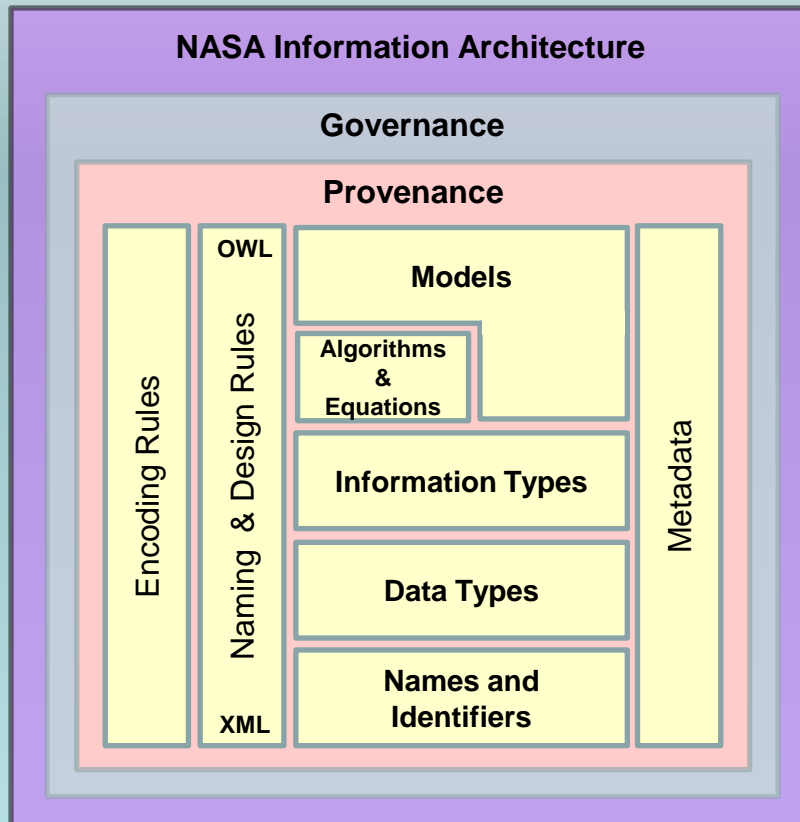 NASA Information Architecture
Governance
Provenance
Encoding Rules
OWL
Naming & Design Rules
XML
Models
Algorithms
&
Equations
Information Types
Data Types
Names and
Identifiers
Metadata